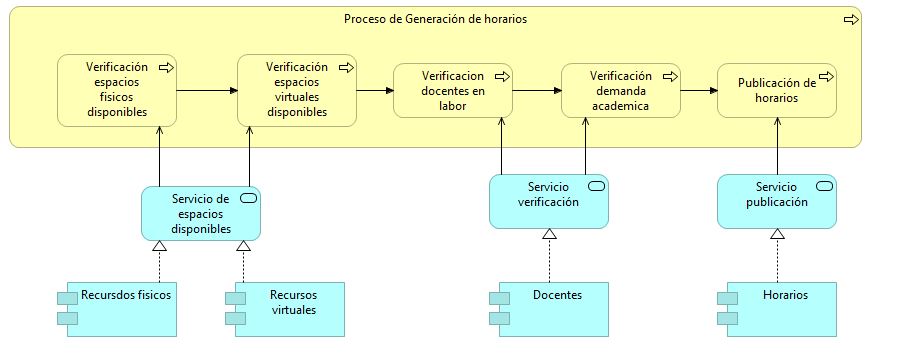 Proceso de Generación de horarios
Verificación
espacios
fisicos
disponibles
Verificación
espacios
virtuales
disponibles
Verificacion
docentes en
labor
Verificación
demanda
academica
Publicación de
horarios
Servicio de
espacios
disponibles
Servicio
verificación
Servicio
publicación
Recursdos fisicos
Recursos
virtuales
Docentes
Horarios